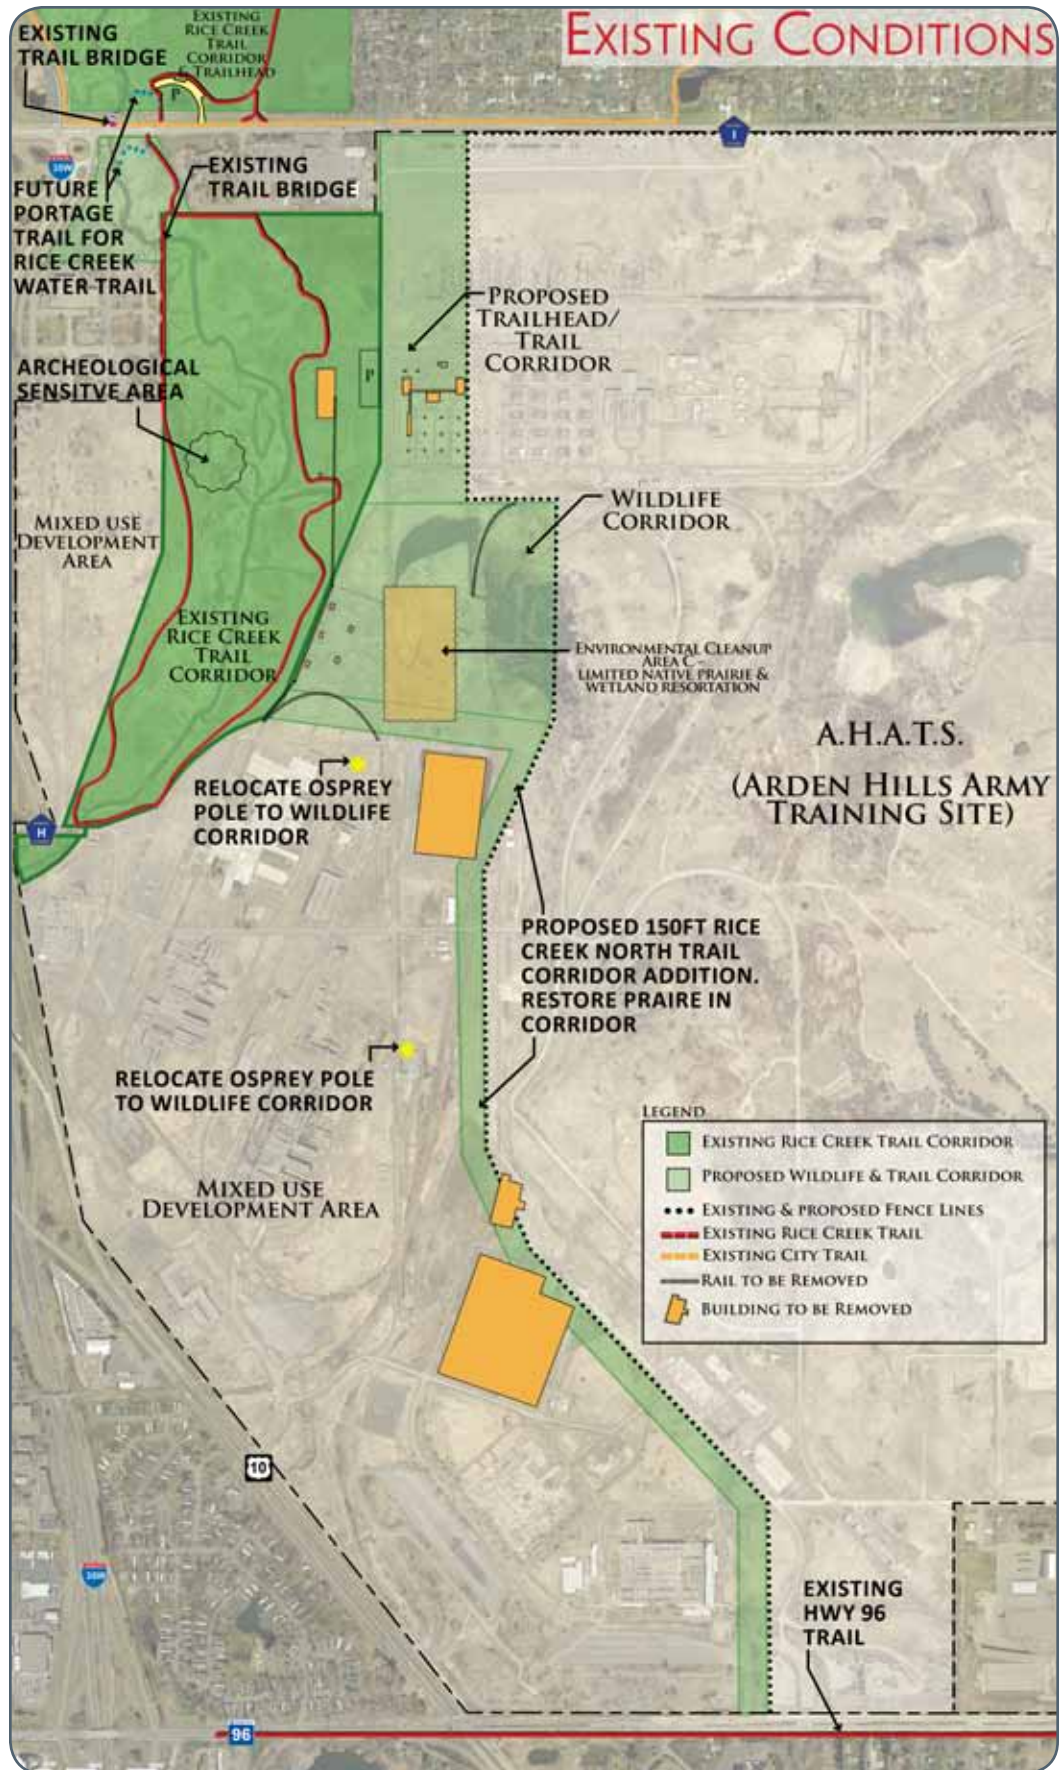 EXISTING CONDITIONS
EXISTING
TRAIL BRIDGE
EXISTING
RICE CREEK
TRAIL
CORRIDOR
& TRAILHEAD
P
I
35W
EXISTING
TRAIL BRIDGE
FUTURE
PORTAGE
TRAIL FOR
RICE CREEK
WATER TRAIL
PROPOSED
TRAILHEAD/
TRAIL
CORRIDOR
ARCHEOLOGICAL
SENSITVE AREA
P
MIXED USE
DEVELOPMENT
AREA
WILDLIFE
CORRIDOR
EXISTING
RICE CREEK
TRAIL
CORRIDOR
ENVIRONMENTAL CLEANUP
AREA C -
LIMITED NATIVE PRAIRIE &
WETLAND RESORTATION
A.H.A.T.S.
(ARDEN HILLS ARMY
TRAINING SITE)
RELOCATE OSPREY
POLE TO WILDLIFE
CORRIDOR
H
PROPOSED 150FT RICE
CREEK NORTH TRAIL
CORRIDOR ADDITION.
RESTORE PRAIRE IN
CORRIDOR
RELOCATE OSPREY POLE
TO WILDLIFE CORRIDOR
MIXED USE
DEVELOPMENT AREA
LEGEND
EXISTING RICE CREEK TRAIL CORRIDOR
PROPOSED WILDLIFE & TRAIL CORRIDOR
EXISTING & PROPOSED FENCE LINES
EXISTING RICE CREEK TRAIL
EXISTING CITY TRAIL
RAIL TO BE REMOVED
BUILDING TO BE REMOVED
10
35W
EXISTING
HWY 96
TRAIL
96